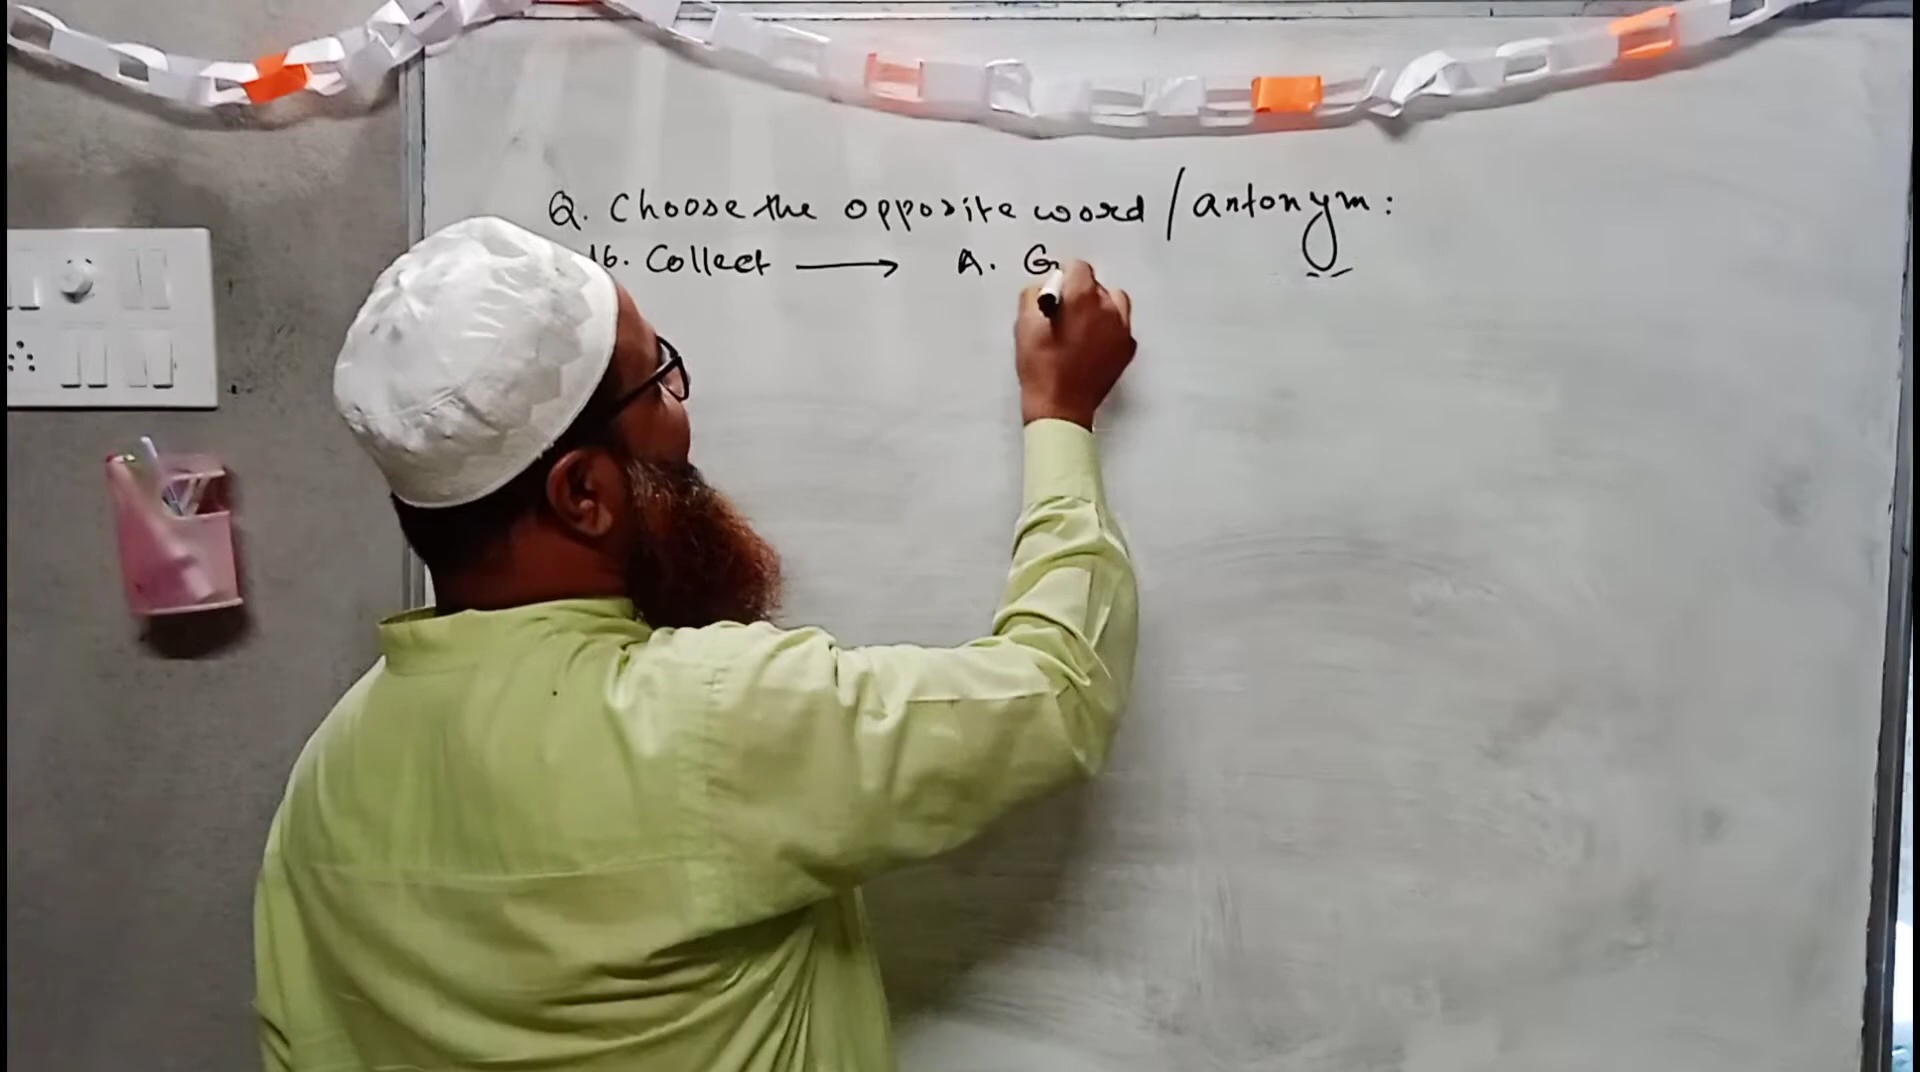 Q. Choose the opposite word / antonym:
16. Collect → A. G